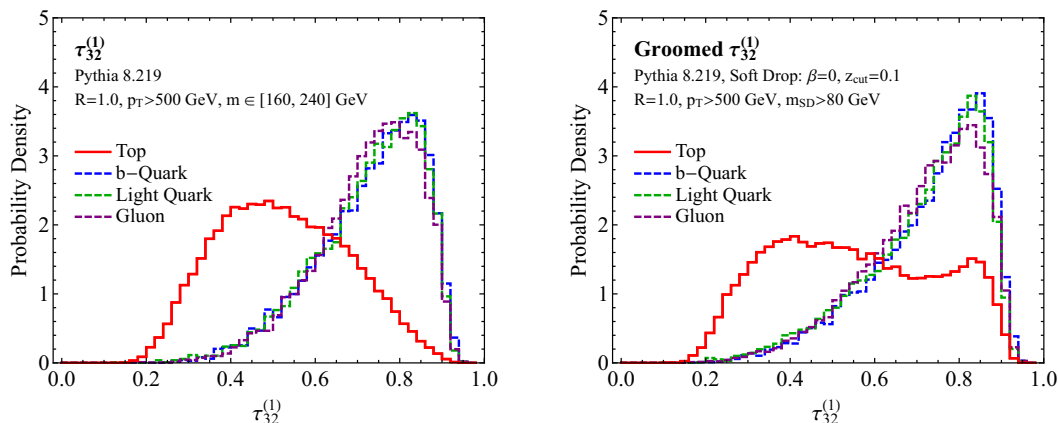 τ32(1)
Pythia 8.219
R=1.0, pT>500 GeV, m ∈ [160, 240] GeV
Top
b−Quark
Light Quark
Gluon
Probability Density
5
4
3
2
1
0
0.0 0.2 0.4 0.6 0.8 1.0
τ32(1)
Groomed τ32(1)
Pythia 8.219, Soft Drop: β=0, zcut=0.1
R=1.0, pT>500 GeV, mSD>80 GeV
Top
b−Quark
Light Quark
Gluon
Probability Density
5
4
3
2
1
0
0.0 0.2 0.4 0.6 0.8 1.0
τ32(1)